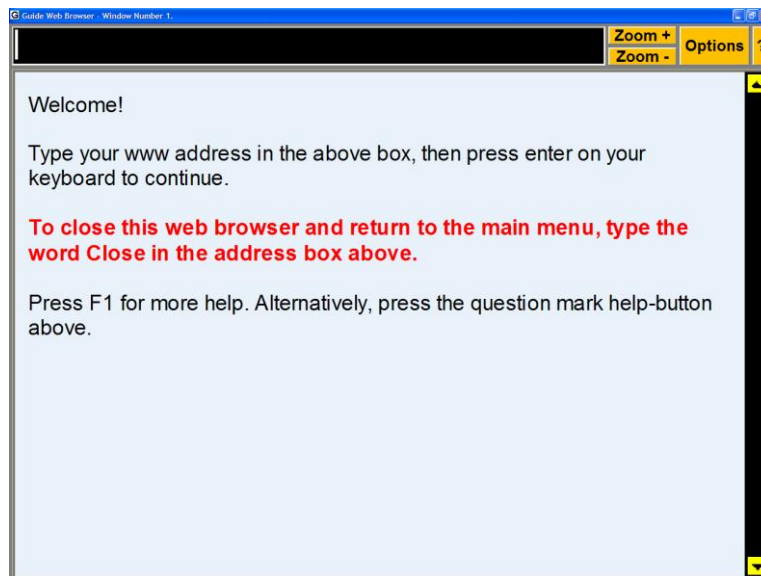 Guide Web Browser - Window Number 1.
Zoom +
Zoom -
Options
?
Welcome!
Type your www address in the above box, then press enter on your
keyboard to continue.
To close this web browser and return to the main menu, type the
word Close in the address box above.
Press F1 for more help. Alternatively, press the question mark help-button
above.